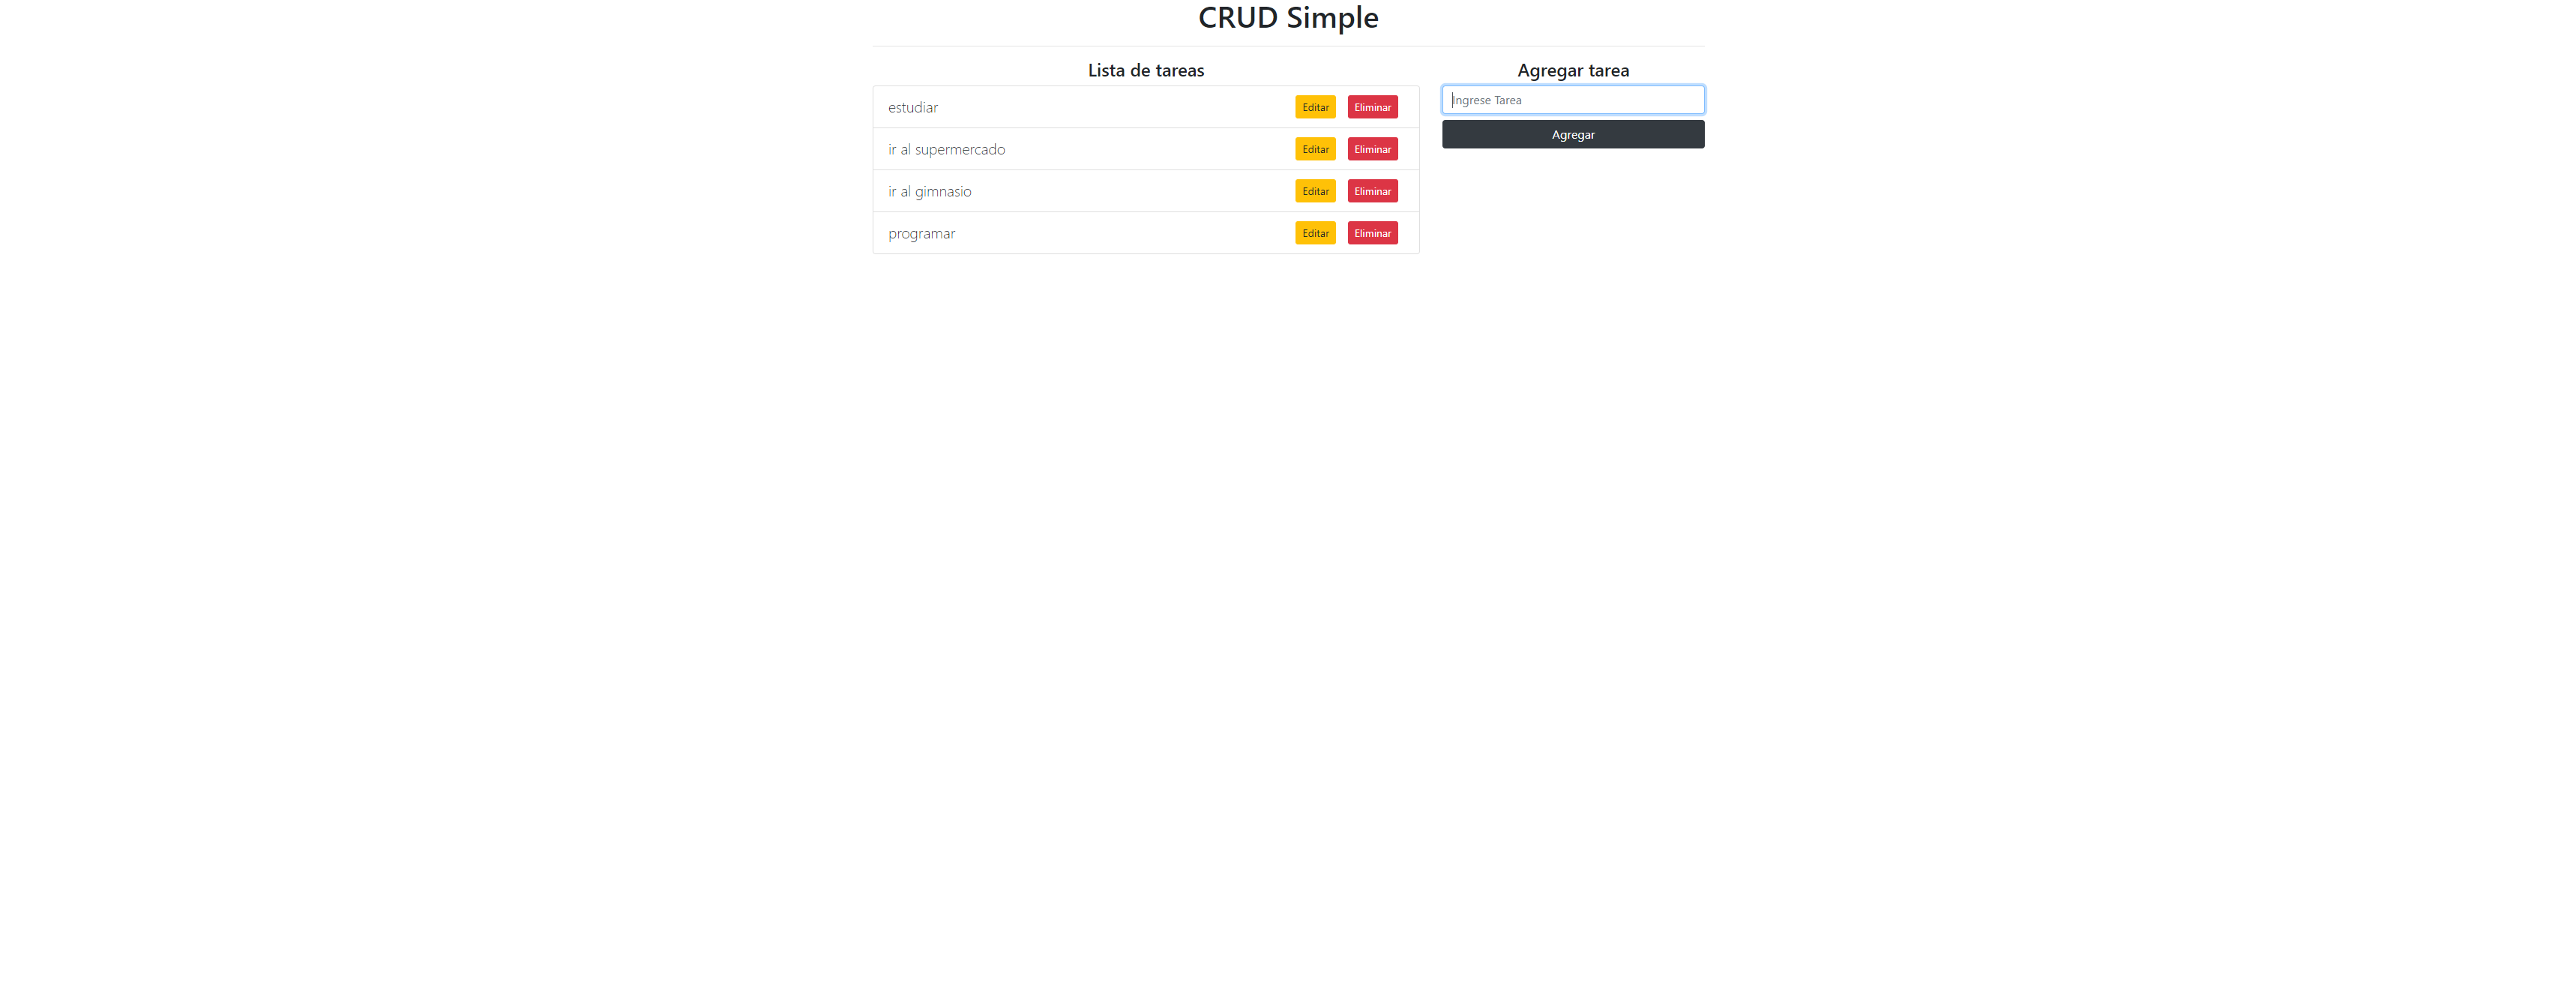 CRUD Simple
Lista de tareas
estudiar Editar Eliminar
ir al supermercado Editar Eliminar
ir al gimnasio Editar Eliminar
programar Editar Eliminar
Agregar tarea
Ingrese Tarea
Agregar